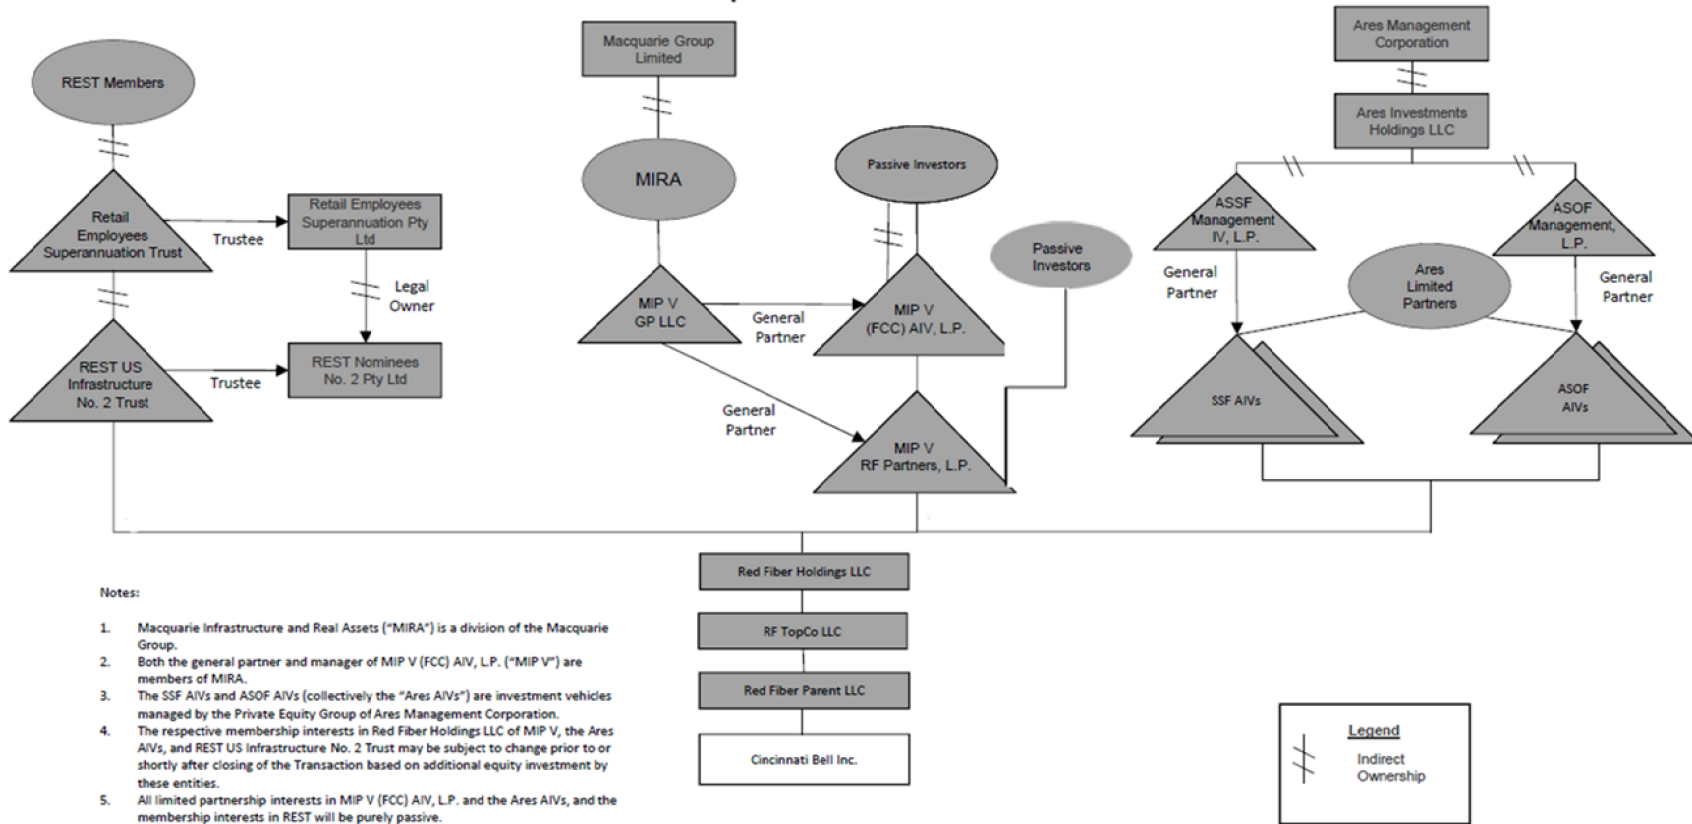 REST Members
Retail
Employees
Superannuation Trust
Trustee
Retail Employees
Superannuation Pty
Ltd
Legal
Owner
REST US
Infrastructure
No. 2 Trust
Trustee
REST Nominees
No. 2 Pty Ltd
Macquarie Group
Limited
MIRA
Passive Investors
MIP V
GP LLC
General
Partner
MIP V
(FCC) AIV, L.P.
Passive
Investors
General
Partner
MIP V
RF Partners, L.P.
Ares Management
Corporation
Ares Investments
Holdings LLC
ASSF
Management
IV, L.P.
ASOF
Management,
L.P.
General
Partner
Ares
Limited
Partners
General
Partner
SSF AIVs
ASOF
AIVs
Red Fiber Holdings LLC
RF TopCo LLC
Red Fiber Parent LLC
Cincinnati Bell Inc.
Notes:
1. Macquarie Infrastructure and Real Assets (“MIRA”) is a division of the Macquarie
Group.
2. Both the general partner and manager of MIP V (FCC) AIV, L.P. (“MIP V”) are
members of MIRA.
3. The SSF AIVs and ASOF AIVs (collectively the “Ares AIVs”) are investment vehicles
managed by the Private Equity Group of Ares Management Corporation.
4. The respective membership interests in Red Fiber Holdings LLC of MIP V, the Ares
AIVs, and REST US Infrastructure No. 2 Trust may be subject to change prior to or
shortly after closing of the Transaction based on additional equity investment by
these entities.
5. All limited partnership interests in MIP V (FCC) AIV, L.P. and the Ares AIVs, and the
membership interests in REST will be purely passive.
Legend
Indirect
Ownership